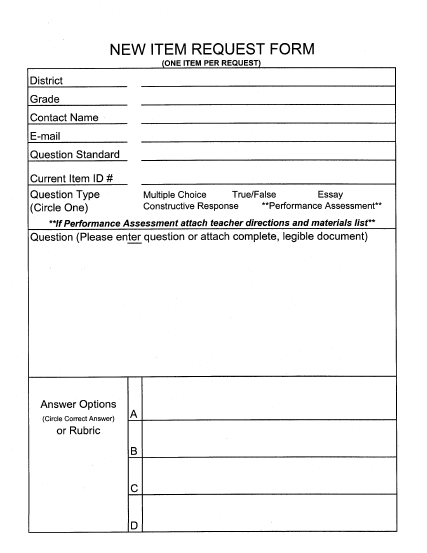 NEW ITEM REQUEST FORM
(ONE ITEM PER REQUEST)
District
Grade
Contact Name
E-mail
Question Standard
Current Item ID #
Question Type
(Circle One)
Multiple Choice True/False Essay
Constructive Response **Performance Assessment**
**If Performance Assessment attach teacher directions and materials list**
Question (Please enter question or attach complete, legible document)
Answer Options
(Circle Correct Answer)
or Rubric
A
B
C
D